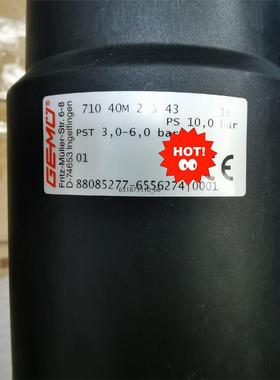 GEMÜ
Fritz-Müller-Str. 6-8
D-74653 Ingelfingen
710 40M 2 43
PS 10,0 bar
PST 3,0-6,0 bar
01
CE
88085277-6556274 0001
HOT!